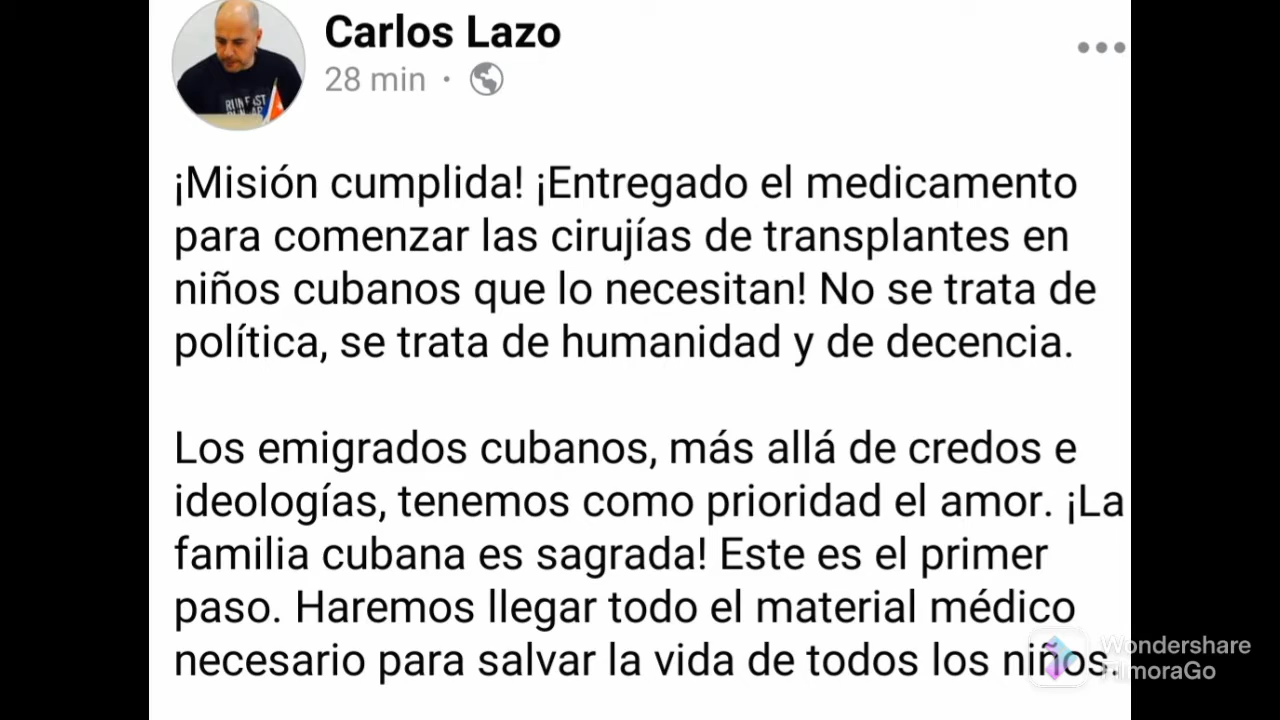 Carlos Lazo
28 min ·
¡Misión cumplida! ¡Entregado el medicamento
para comenzar las cirujías de transplantes en
niños cubanos que lo necesitan! No se trata de
política, se trata de humanidad y de decencia.
Los emigrados cubanos, más allá de credos e
ideologías, tenemos como prioridad el amor. ¡La
familia cubana es sagrada! Este es el primer
paso. Haremos llegar todo el material médico
necesario para salvar la vida de todos los niños.
Wondershare
FilmoraGo